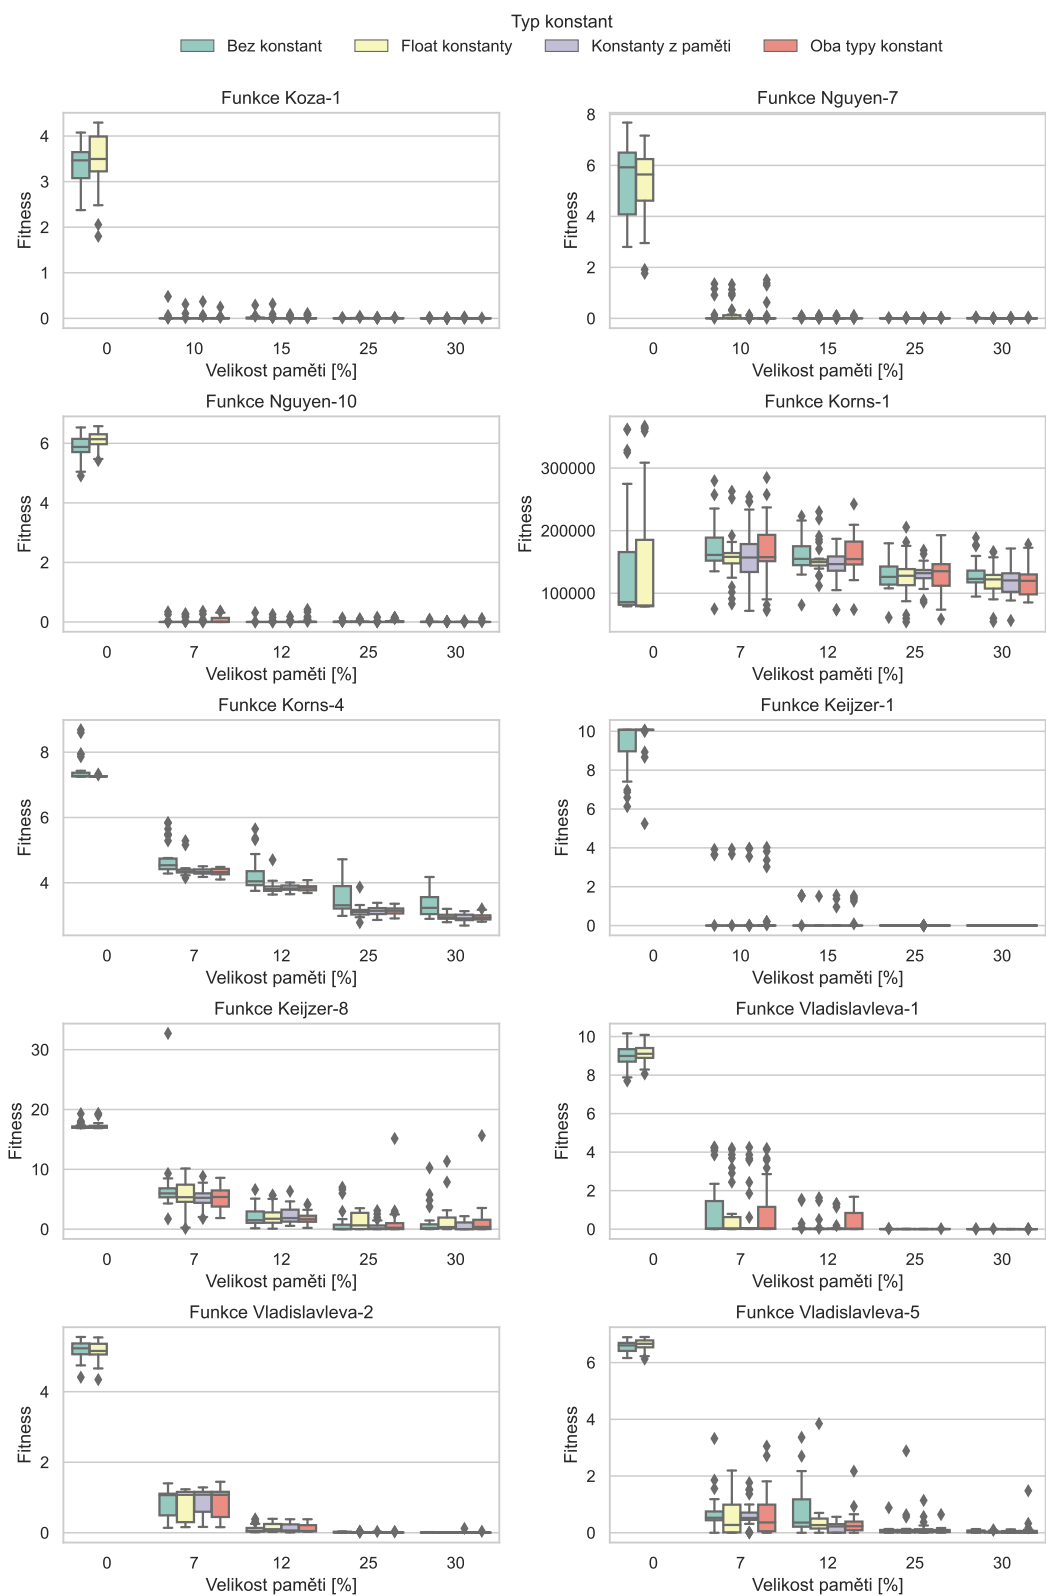 Typ konstant
Bez konstant Float konstanty Konstanty z paměti Oba typy konstant
Funkce Koza-1
Fitness
4
3
2
1
0
0 10 15 25 30
Velikost paměti [%]
Funkce Nguyen-7
Fitness
8
6
4
2
0
0 10 15 25 30
Velikost paměti [%]
Funkce Nguyen-10
Fitness
6
4
2
0
0 7 12 25 30
Velikost paměti [%]
Funkce Korns-1
Fitness
300000
200000
100000
0 7 12 25 30
Velikost paměti [%]
Funkce Korns-4
Fitness
8
6
4
0 7 12 25 30
Velikost paměti [%]
Funkce Keijzer-1
Fitness
10
8
6
4
2
0
0 10 15 25 30
Velikost paměti [%]
Funkce Keijzer-8
Fitness
30
20
10
0
0 7 12 25 30
Velikost paměti [%]
Funkce Vladislavleva-1
Fitness
10
8
6
4
2
0
0 7 12 25 30
Velikost paměti [%]
Funkce Vladislavleva-2
Fitness
4
2
0
0 7 12 25 30
Velikost paměti [%]
Funkce Vladislavleva-5
Fitness
6
4
2
0
0 7 12 25 30
Velikost paměti [%]